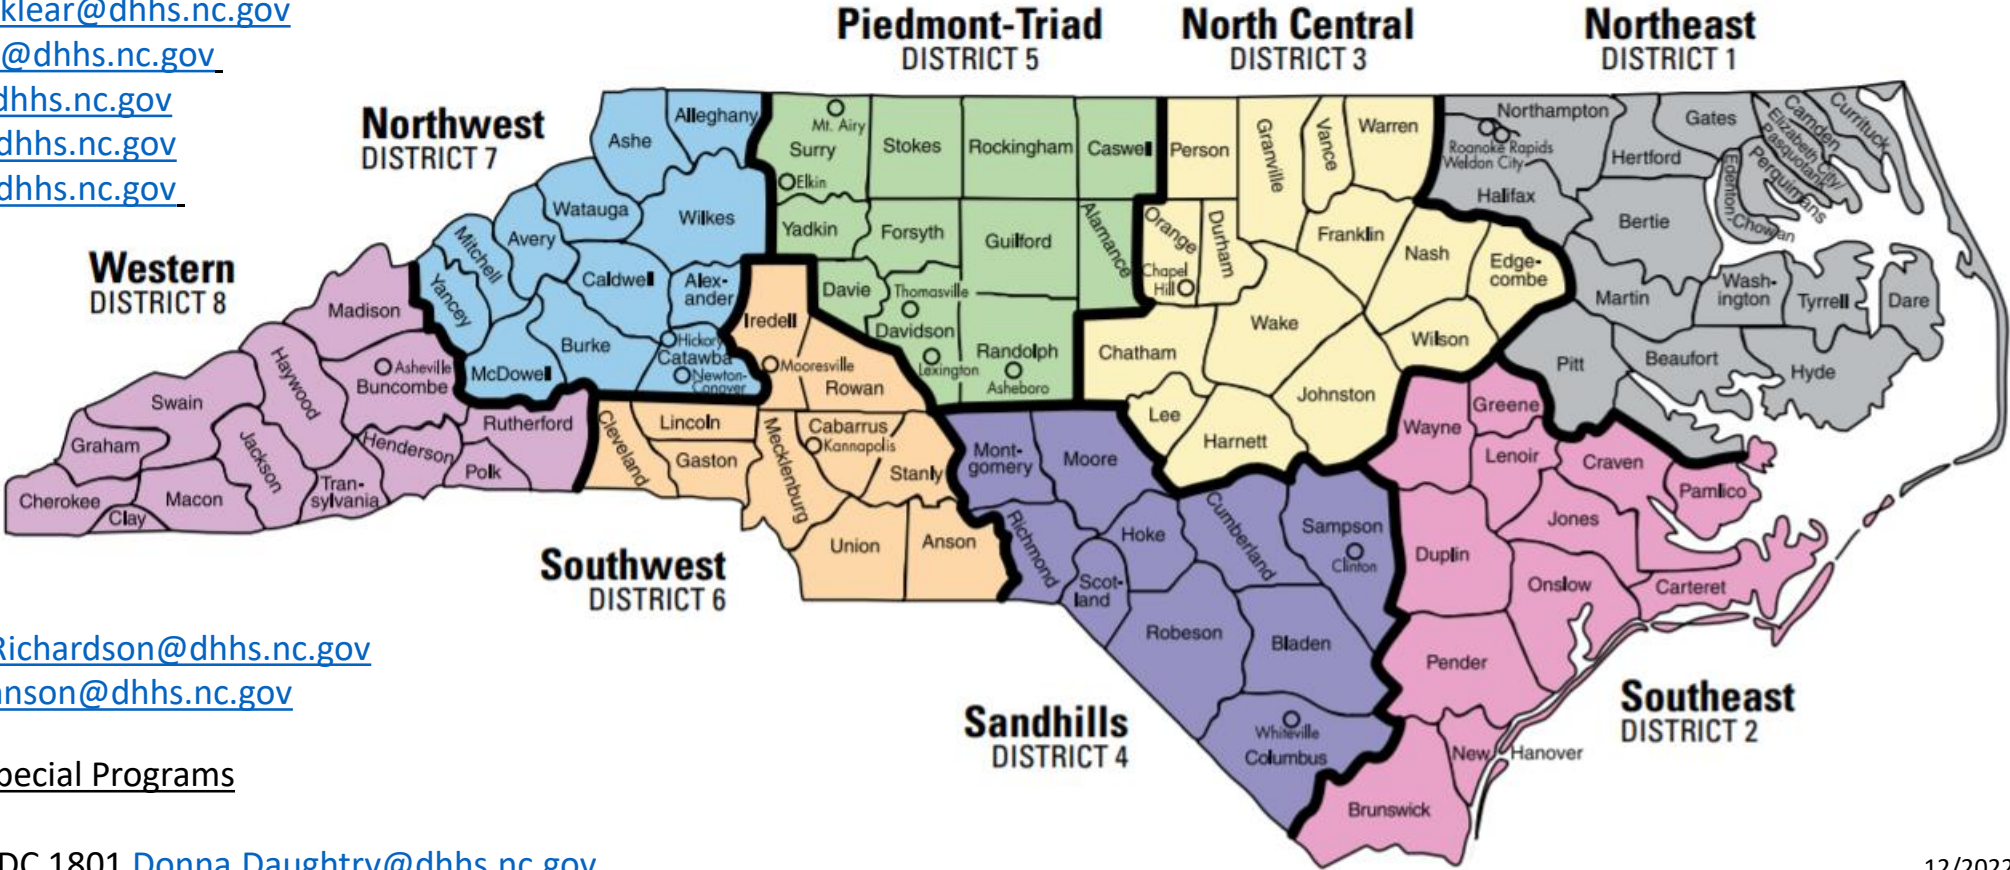 klear@dhhs.nc.gov
@dhhs.nc.gov
dhhs.nc.gov
dhhs.nc.gov
dhhs.nc.gov
Piedmont-Triad
DISTRICT 5
North Central
DISTRICT 3
Northeast
DISTRICT 1
Northwest
DISTRICT 7
Western
DISTRICT 8
Ashe
Alleghany
Watauga
Wilkes
Mitchell
Avery
Yancey
Caldwell
Alex-
ander
Burke
McDowell
Hickory
Catawba
Newton-
Conover
Mt. Airy
Surry
Elkin
Stokes
Rockingham
Caswell
Yadkin
Forsyth
Guilford
Alamance
Davie
Thomasville
Davidson
Lexington
Randolph
Asheboro
Person
Granville
Vance
Warren
Orange
Durham
Chapel
Hill
Franklin
Nash
Edge-
combe
Wake
Wilson
Chatham
Lee
Harnett
Johnston
Northampton
Roanoke Rapids
Weldon City
Halifax
Gates
Hertford
Bertie
Camden
Currituck
Elizabeth City/
Pasquotank
Perquimans
Edenton
Chowan
Martin
Wash-
ington
Tyrrell
Dare
Pitt
Beaufort
Hyde
Madison
Haywood
Asheville
Buncombe
Swain
Graham
Jackson
Henderson
Rutherford
Polk
Cherokee
Clay
Macon
Tran-
sylvania
Iredell
Mooresville
Rowan
Cleveland
Lincoln
Gaston
Mecklenburg
Cabarrus
Kannapolis
Stanly
Union
Anson
Southwest
DISTRICT 6
Mont-
gomery
Moore
Richmond
Hoke
Scot-
land
Cumberland
Sampson
Clinton
Robeson
Bladen
Whiteville
Columbus
Sandhills
DISTRICT 4
Wayne
Greene
Lenoir
Craven
Pamlico
Jones
Duplin
Onslow
Carteret
Pender
New Hanover
Brunswick
Southeast
DISTRICT 2
Richardson@dhhs.nc.gov
nson@dhhs.nc.gov
pecial Programs
DC 1801 Donna.Daughtry@dhhs.nc.gov
12/2022